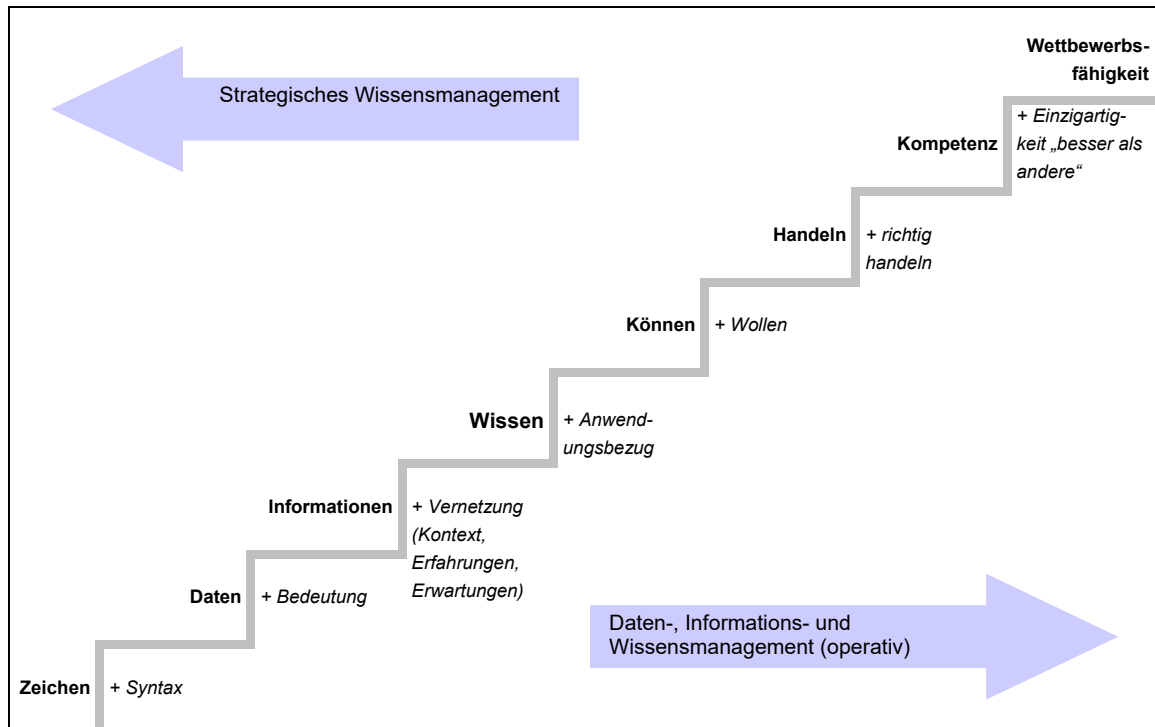 Wettbewerbs-
fähigkeit
Strategisches Wissensmanagement
Kompetenz
+ Einzigartig-
keit „besser als
andere“
Handeln
+ richtig
handeln
Können
+ Wollen
Wissen
+ Anwend-
ungsbezug
Informationen
+ Vernetzung
(Kontext,
Erfahrungen,
Erwartungen)
Daten
+ Bedeutung
Daten-, Informations- und
Wissensmanagement (operativ)
Zeichen
+ Syntax